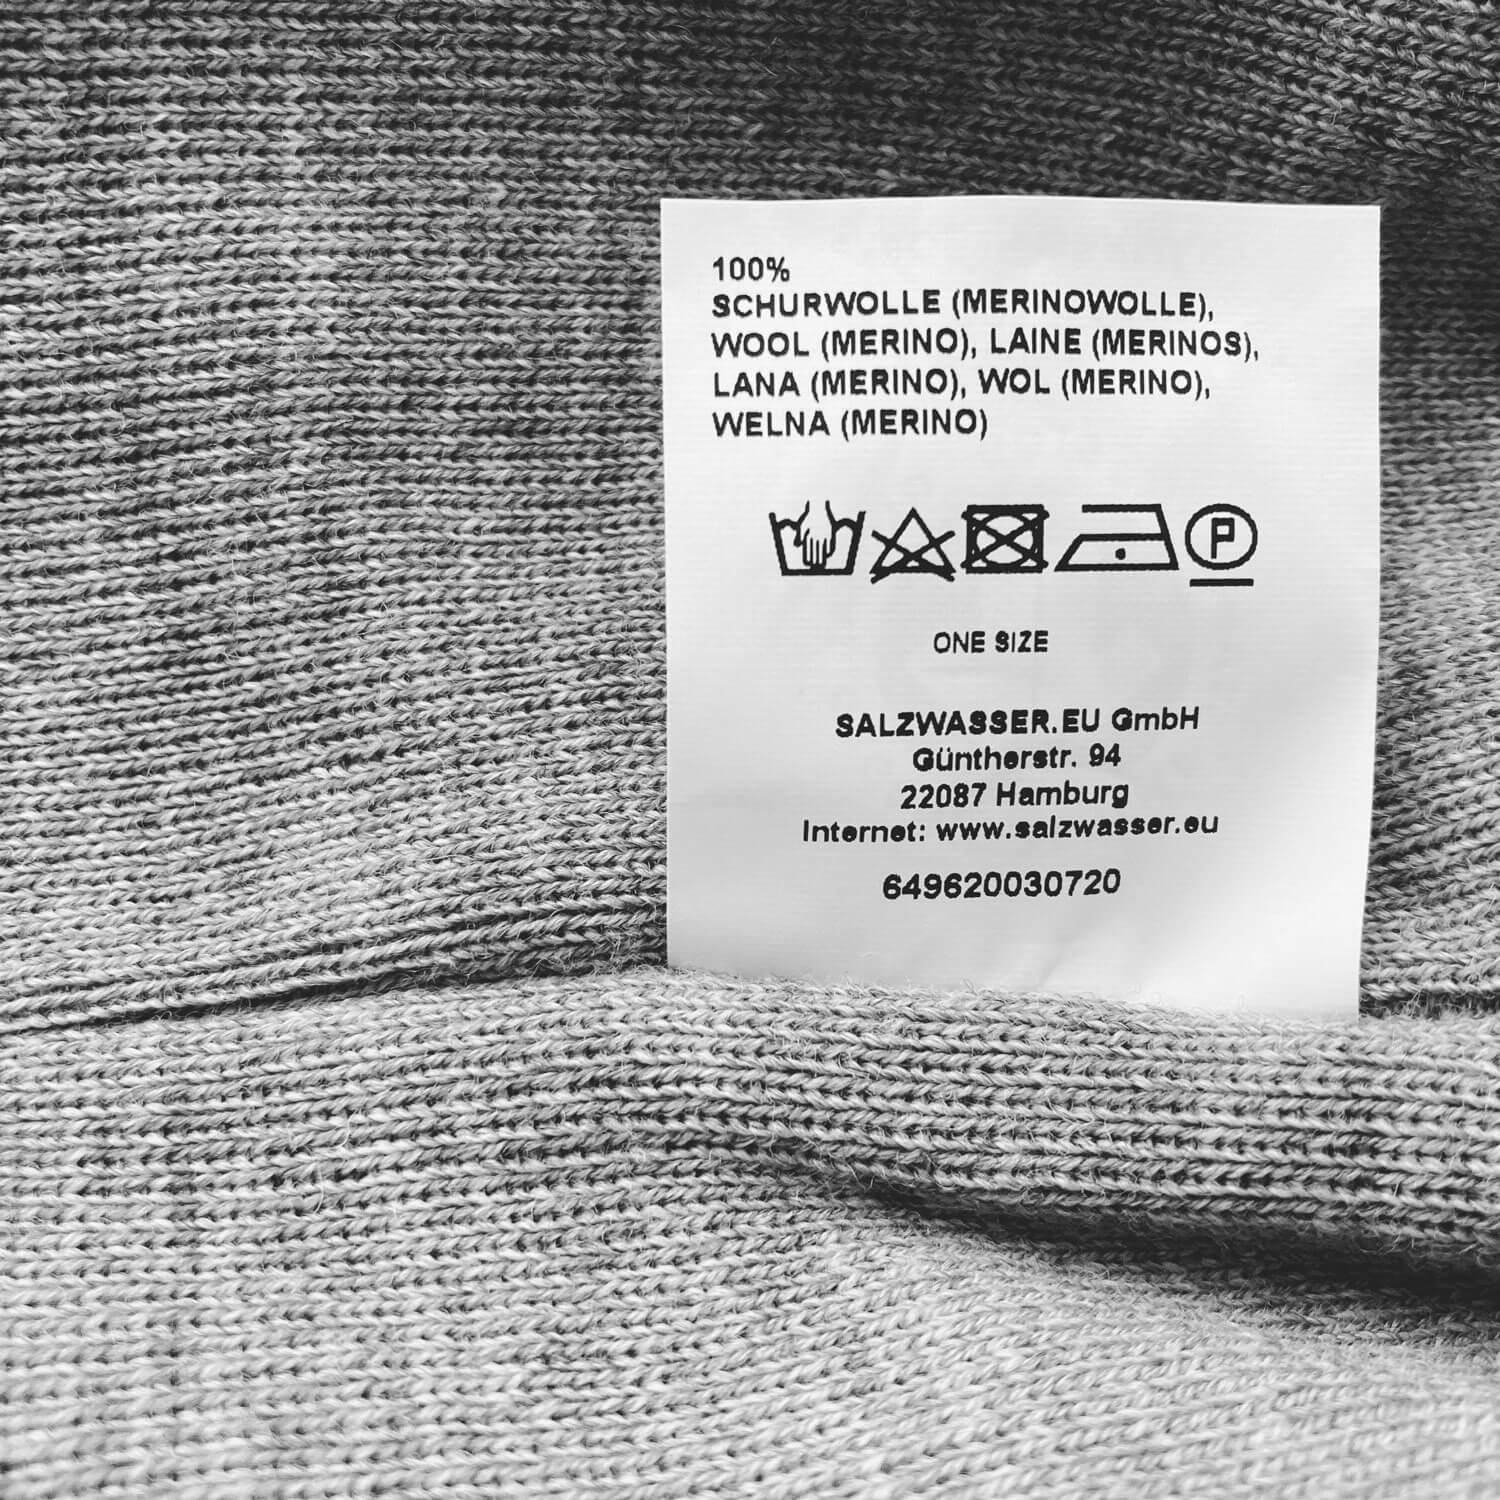 100%
SCHURWOLLE (MERINOWOLLE),
WOOL (MERINO), LAINE (MERINOS),
LANA (MERINO), WOL (MERINO),
WELNA (MERINO)
P
ONE SIZE
SALZWASSER.EU GmbH
Güntherstr. 94
22087 Hamburg
Internet: www.salzwasser.eu
649620030720